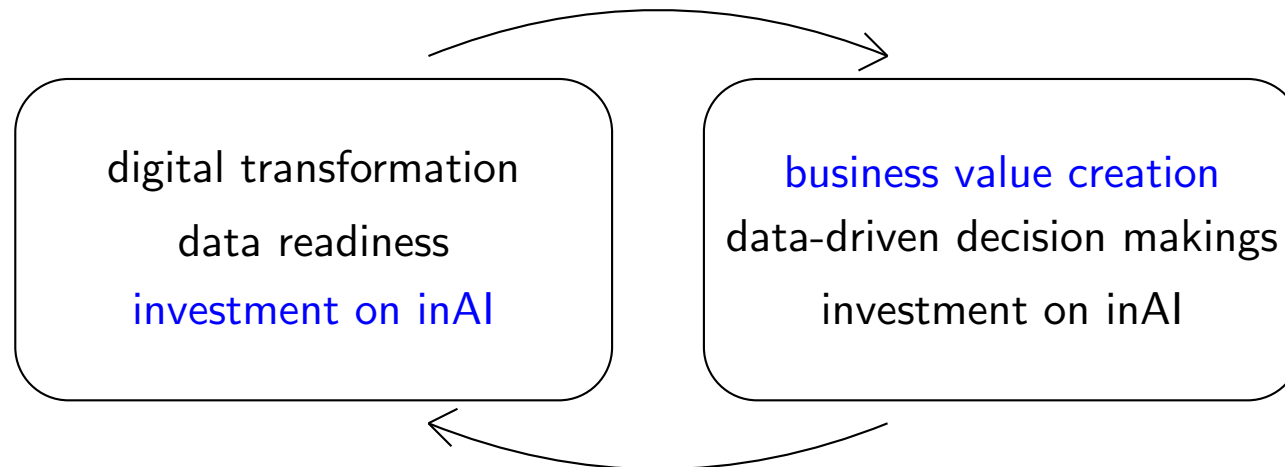 digital transformation
data readiness
investment on inAI
business value creation
data-driven decision makings
investment on inAI